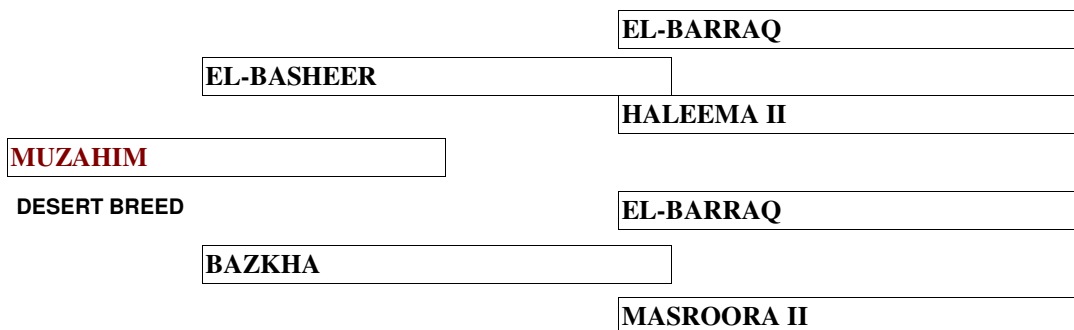 EL-BARRAQ
EL-BASHEER
HALEEMA II
MUZAHIM
DESERT BREED
EL-BARRAQ
BAZKHA
MASROORA II